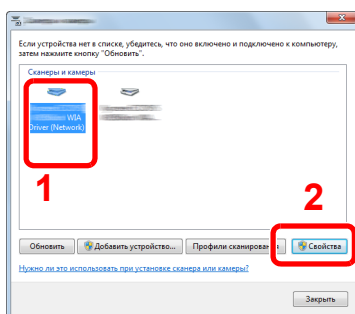 Если устройства нет в списке, убедитесь, что оно включено и подключено к компьютеру,
затем нажмите кнопку "Обновить".
Сканеры и камеры
WIA
Driver (Network)
1
2
Обновить
Добавить устройство...
Профили сканирования
Свойства
Нужно ли это использовать при установке сканера или камеры?
Закрыть